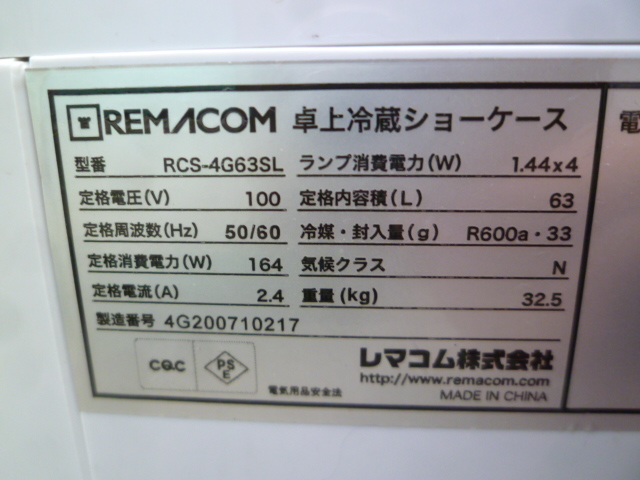 REMACOM 卓上冷蔵ショーケース
型番 RCS-4G63SL ランプ消費電力(W) 1.44x4
定格電圧(V) 100 定格内容積(L) 63
定格周波数(Hz) 50/60 冷媒・封入量(g) R600a・33
定格消費電力(W) 164 気候クラス N
定格電流(A) 2.4 重量(kg) 32.5
製造番号 4G200710217
CQC PSE レマコム株式会社
http://www.remacom.com
電気用品安全法 MADE IN CHINA
電